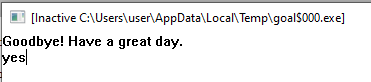 [Inactive C:\Users\user\AppData\Local\Temp\goal$000.exe]
Goodbye! Have a great day.
yes